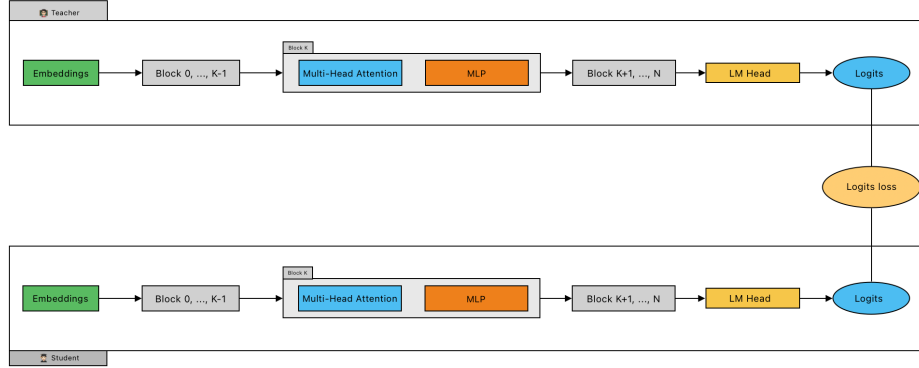 Teacher
Block K
Embeddings
Block 0, ..., K-1
Multi-Head Attention
MLP
Block K+1, ..., N
LM Head
Logits
Logits loss
Block K
Embeddings
Block 0, ..., K-1
Multi-Head Attention
MLP
Block K+1, ..., N
LM Head
Logits
Student